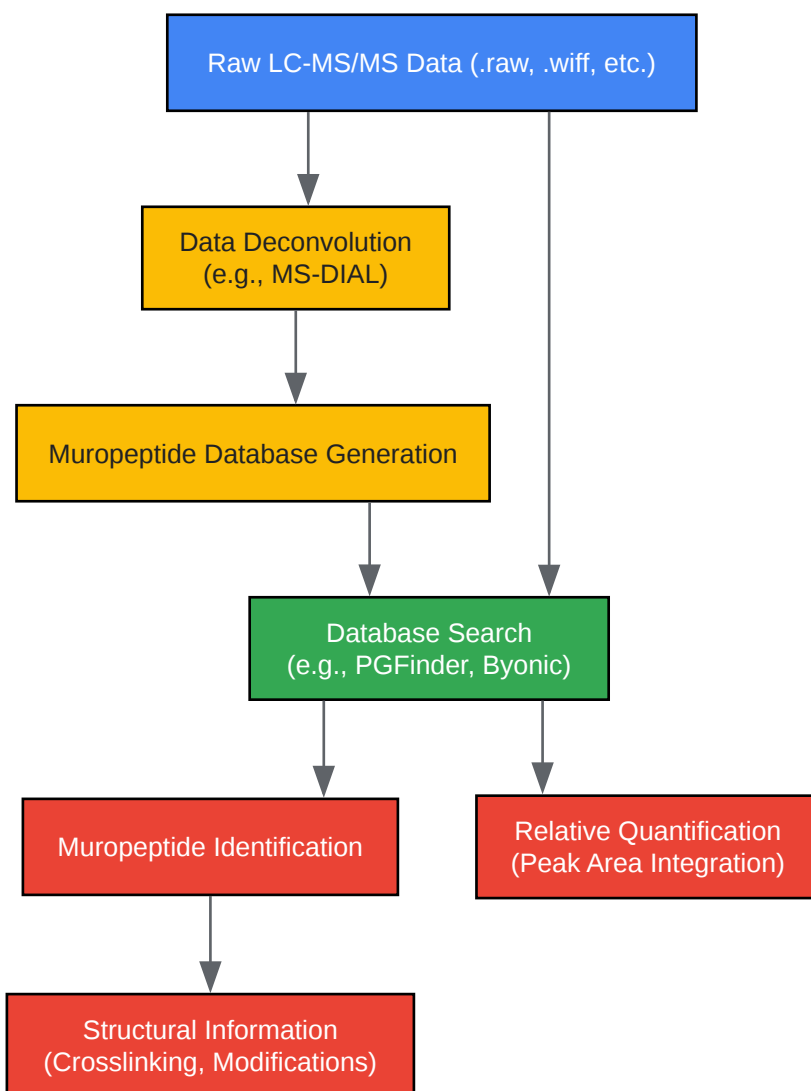 Raw LC-MS/MS Data (.raw, .wiff, etc.)
Data Deconvolution
(e.g., MS-DIAL)
Muropeptide Database Generation
Database Search
(e.g., PGFinder, Byonic)
Muropeptide Identification
Relative Quantification
(Peak Area Integration)
Structural Information
(Crosslinking, Modifications)